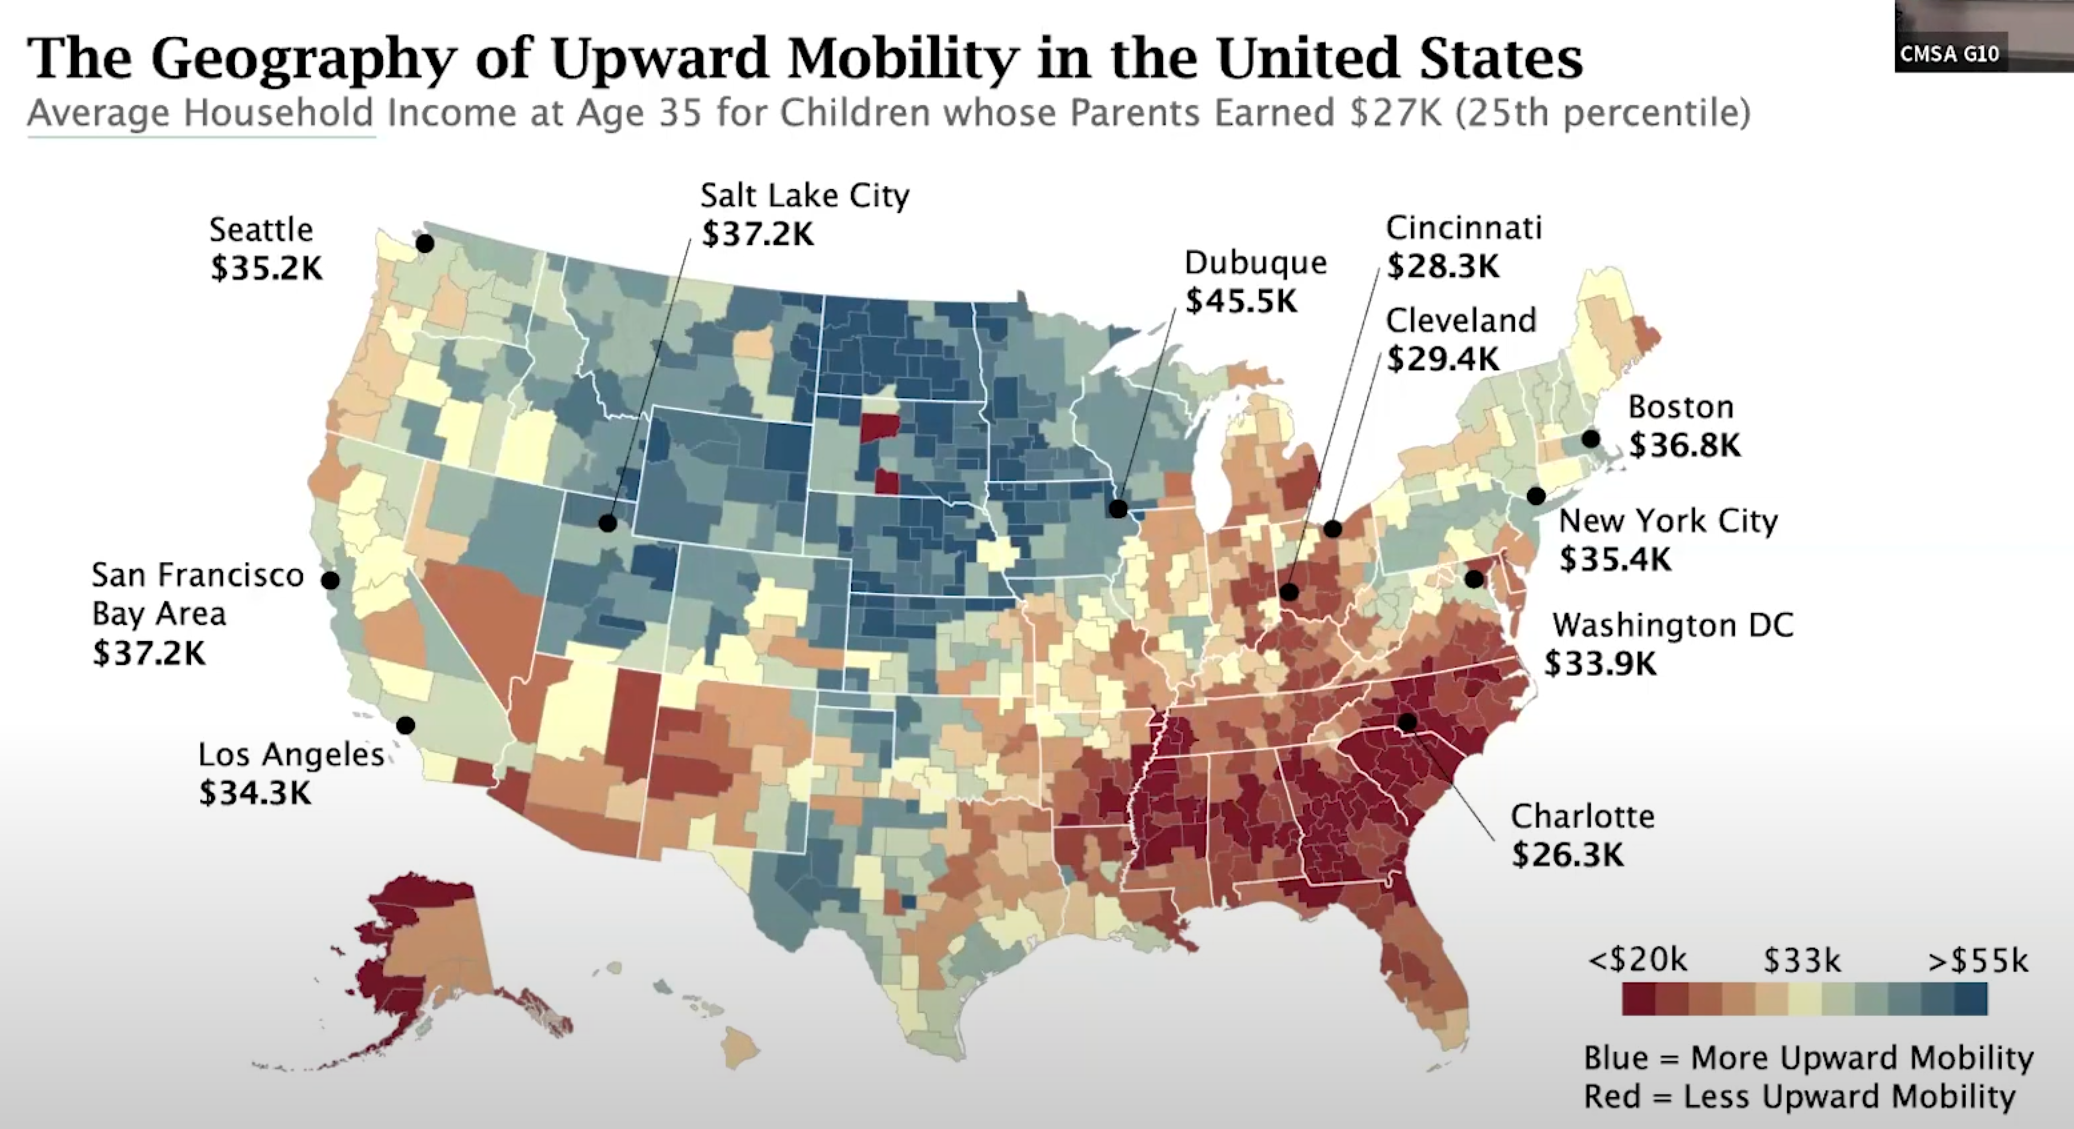 The Geography of Upward Mobility in the United States
CMSA G10
Average Household Income at Age 35 for Children whose Parents Earned $27K (25th percentile)
Salt Lake City
$37.2K
Seattle
$35.2K
Cincinnati
$28.3K
Dubuque
$45.5K
Cleveland
$29.4K
Boston
$36.8K
New York City
$35.4K
San Francisco
Bay Area
$37.2K
Washington DC
$33.9K
Los Angeles
$34.3K
Charlotte
$26.3K
<$20k $33k >$55k
Blue = More Upward Mobility
Red = Less Upward Mobility